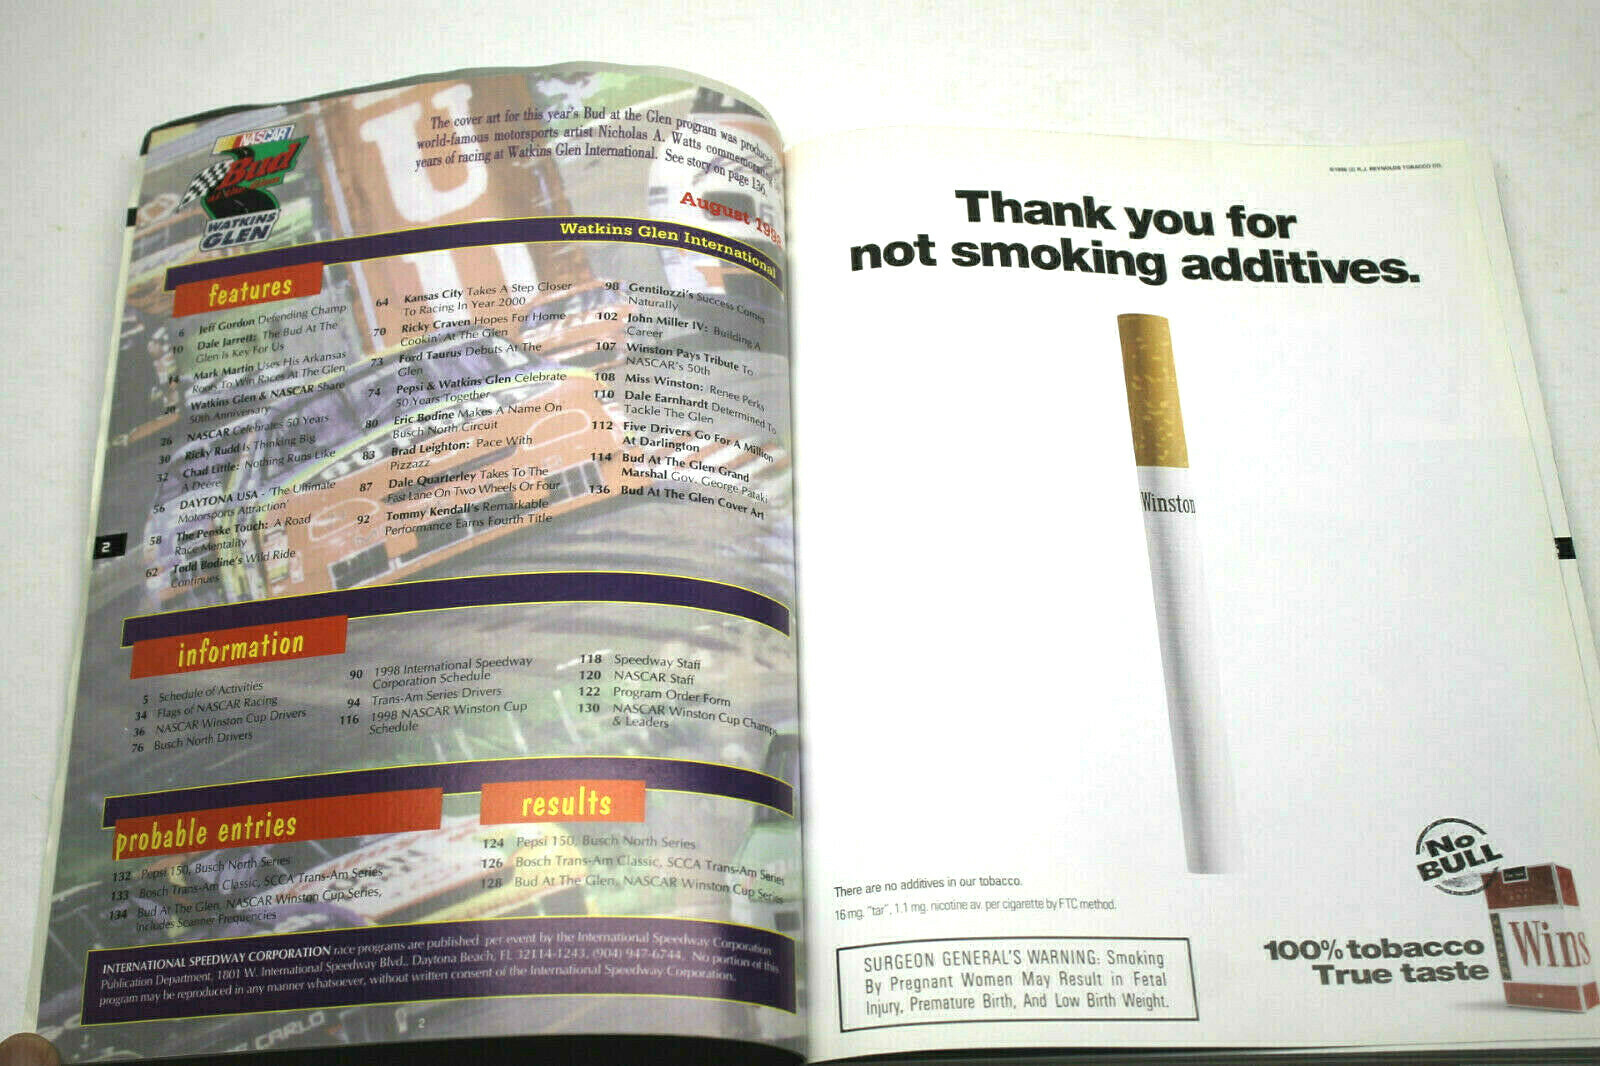 NASCAR
Bud
at the Glen
WATKINS
GLEN
The cover art for this year's Bud at the Glen program was produced
world-famous motorsports artist Nicholas A. Watts commemorating
years of racing at Watkins Glen International. See story on page 136.
August 1998
Watkins Glen International
features
6 Jeff Gordon Defending Champ
10 Dale Jarrett: The Bud At The
Glen Is Key For Us
14 Mark Martin Uses His Arkansas
Roots To Win Races At The Glen
20 Watkins Glen & NASCAR Share
50th Anniversary
26 NASCAR Celebrates 50 Years
30 Ricky Rudd Is Thinking Big
32 Chad Little: Nothing Runs Like
A Deere
56 DAYTONA USA - 'The Ultimate
Motorsports Attraction'
58 The Penske Touch: A Road
Race Mentality
62 Todd Bodine's Wild Ride
Continues
64 Kansas City Takes A Step Closer
To Racing In Year 2000
70 Ricky Craven Hopes For Home
Cookin' At The Glen
73 Ford Taurus Debuts At The
Glen
74 Pepsi & Watkins Glen Celebrate
50 Years Together
80 Eric Bodine Makes A Name On
Busch North Circuit
83 Brad Leighton: Pace With
Pizzazz
87 Dale Quarterley Takes To The
Fast Lane On Two Wheels Or Four
92 Tommy Kendall's Remarkable
Performance Earns Fourth Title
98 Gentilozzi's Success Comes
Naturally
102 John Miller IV: Building A
Career
107 Winston Pays Tribute To
NASCAR's 50th
108 Miss Winston: Renee Perks
110 Dale Earnhardt Determined To
Tackle The Glen
112 Five Drivers Go For A Million
At Darlington
114 Bud At The Glen Grand
Marshal Gov. George Pataki
136 Bud At The Glen Cover Art
2
information
5 Schedule of Activities
34 Flags of NASCAR Racing
36 NASCAR Winston Cup Drivers
76 Busch North Drivers
90 1998 International Speedway
Corporation Schedule
94 Trans-Am Series Drivers
116 1998 NASCAR Winston Cup
Schedule
118 Speedway Staff
120 NASCAR Staff
122 Program Order Form
130 NASCAR Winston Cup Champs
& Leaders
probable entries
132 Pepsi 150, Busch North Series
133 Bosch Trans-Am Classic, SCCA Trans-Am Series
134 Bud At The Glen, NASCAR Winston Cup Series,
Includes Scanner Frequencies
results
124 Pepsi 150, Busch North Series
126 Bosch Trans-Am Classic, SCCA Trans-Am Series
128 Bud At The Glen, NASCAR Winston Cup Series
INTERNATIONAL SPEEDWAY CORPORATION race programs are published per event by the International Speedway Corporation
Publication Department, 1801 W. International Speedway Blvd., Daytona Beach, FL 32114-1243, (904) 947-6744. No portion of this
program may be reproduced in any manner whatsoever, without written consent of the International Speedway Corporation.
CARLO
2
©1998 R.J. REYNOLDS TOBACCO CO.
Thank you for
not smoking additives.
Winston
There are no additives in our tobacco.
16 mg. "tar", 1.1 mg. nicotine av. per cigarette by FTC method.
SURGEON GENERAL'S WARNING: Smoking
By Pregnant Women May Result in Fetal
Injury, Premature Birth, And Low Birth Weight.
No
BULL
100% tobacco
True taste
Wins